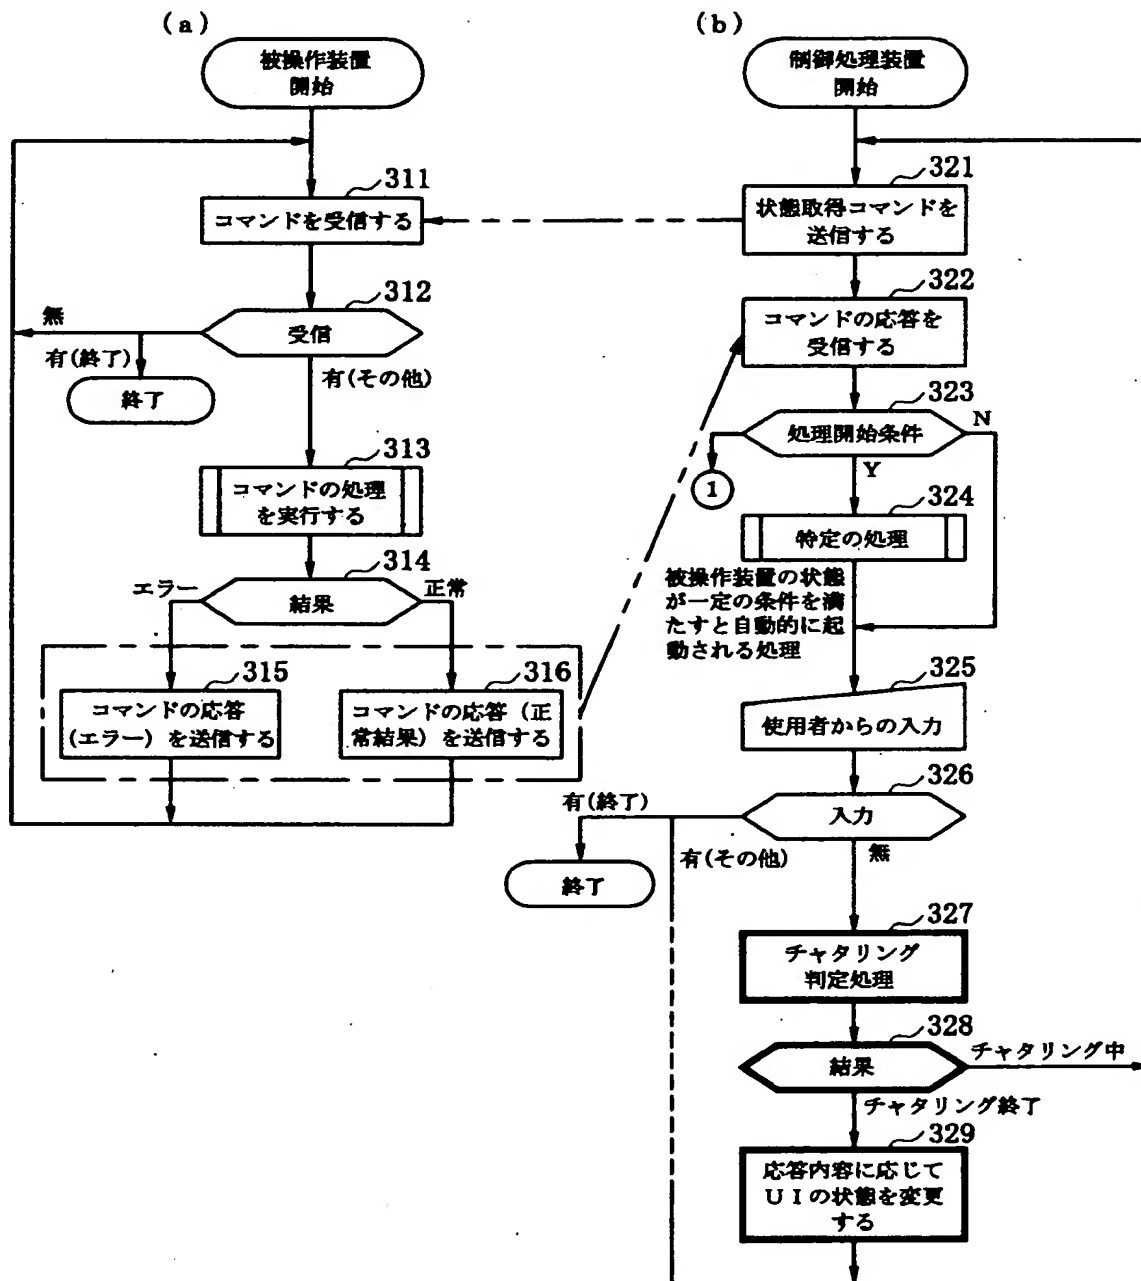 (a)
被操作装置
開始
311
コマンドを受信する
312
受信
無
有(終了)
終了
有(その他)
313
コマンドの処理
を実行する
314
結果
エラー
正常
315
コマンドの応答
(エラー)を送信する
316
コマンドの応答(正
常結果)を送信する
(b)
制御処理装置
開始
321
状態取得コマンドを
送信する
322
コマンドの応答を
受信する
323
処理開始条件
N
1
Y
324
特定の処理
被操作装置の状態
が一定の条件を満
たすと自動的に起
動される処理
325
使用者からの入力
326
入力
有(終了)
終了
有(その他)
無
327
チャタリング
判定処理
328
結果
チャタリング中
チャタリング終了
329
応答内容に応じて
UIの状態を変更
する